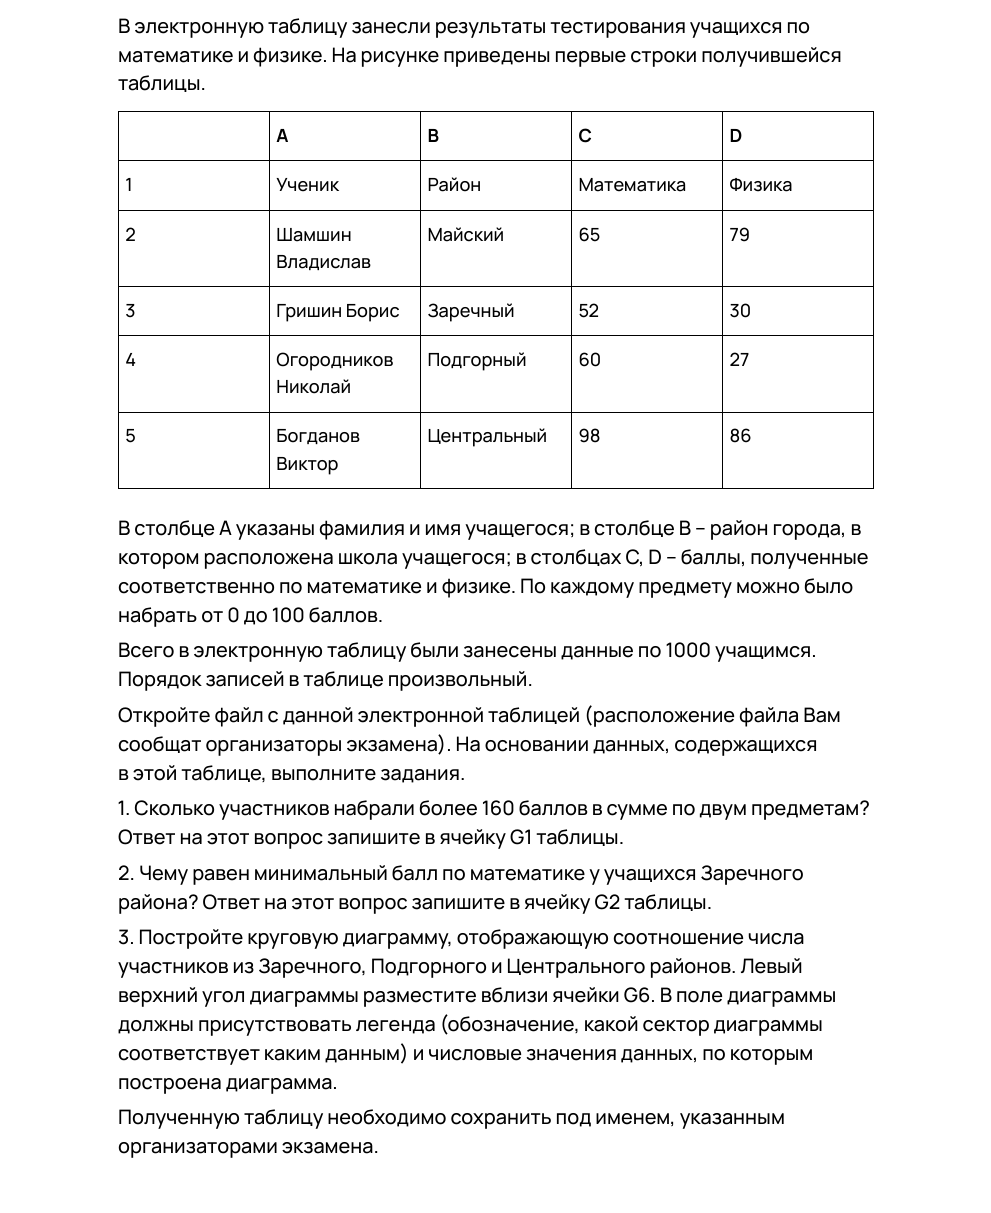 В электронную таблицу занесли результаты тестирования учащихся по
математике и физике. На рисунке приведены первые строки получившейся
таблицы.
A B C D
1 Ученик Район Математика Физика
2 Шамшин Майский 65 79
Владислав
3 Гришин Борис Заречный 52 30
4 Огородников Подгорный 60 27
Николай
5 Богданов Центральный 98 86
Виктор
В столбце А указаны фамилия и имя учащегося; в столбце В – район города, в
котором расположена школа учащегося; в столбцах С, D – баллы, полученные
соответственно по математике и физике. По каждому предмету можно было
набрать от 0 до 100 баллов.
Всего в электронную таблицу были занесены данные по 1000 учащимся.
Порядок записей в таблице произвольный.
Откройте файл с данной электронной таблицей (расположение файла Вам
сообщат организаторы экзамена). На основании данных, содержащихся
в этой таблице, выполните задания.
1. Сколько участников набрали более 160 баллов в сумме по двум предметам?
Ответ на этот вопрос запишите в ячейку G1 таблицы.
2. Чему равен минимальный балл по математике у учащихся Заречного
района? Ответ на этот вопрос запишите в ячейку G2 таблицы.
3. Постройте круговую диаграмму, отображающую соотношение числа
участников из Заречного, Подгорного и Центрального районов. Левый
верхний угол диаграммы разместите вблизи ячейки G6. В поле диаграммы
должны присутствовать легенда (обозначение, какой сектор диаграммы
соответствует каким данным) и числовые значения данных, по которым
построена диаграмма.
Полученную таблицу необходимо сохранить под именем, указанным
организаторами экзамена.